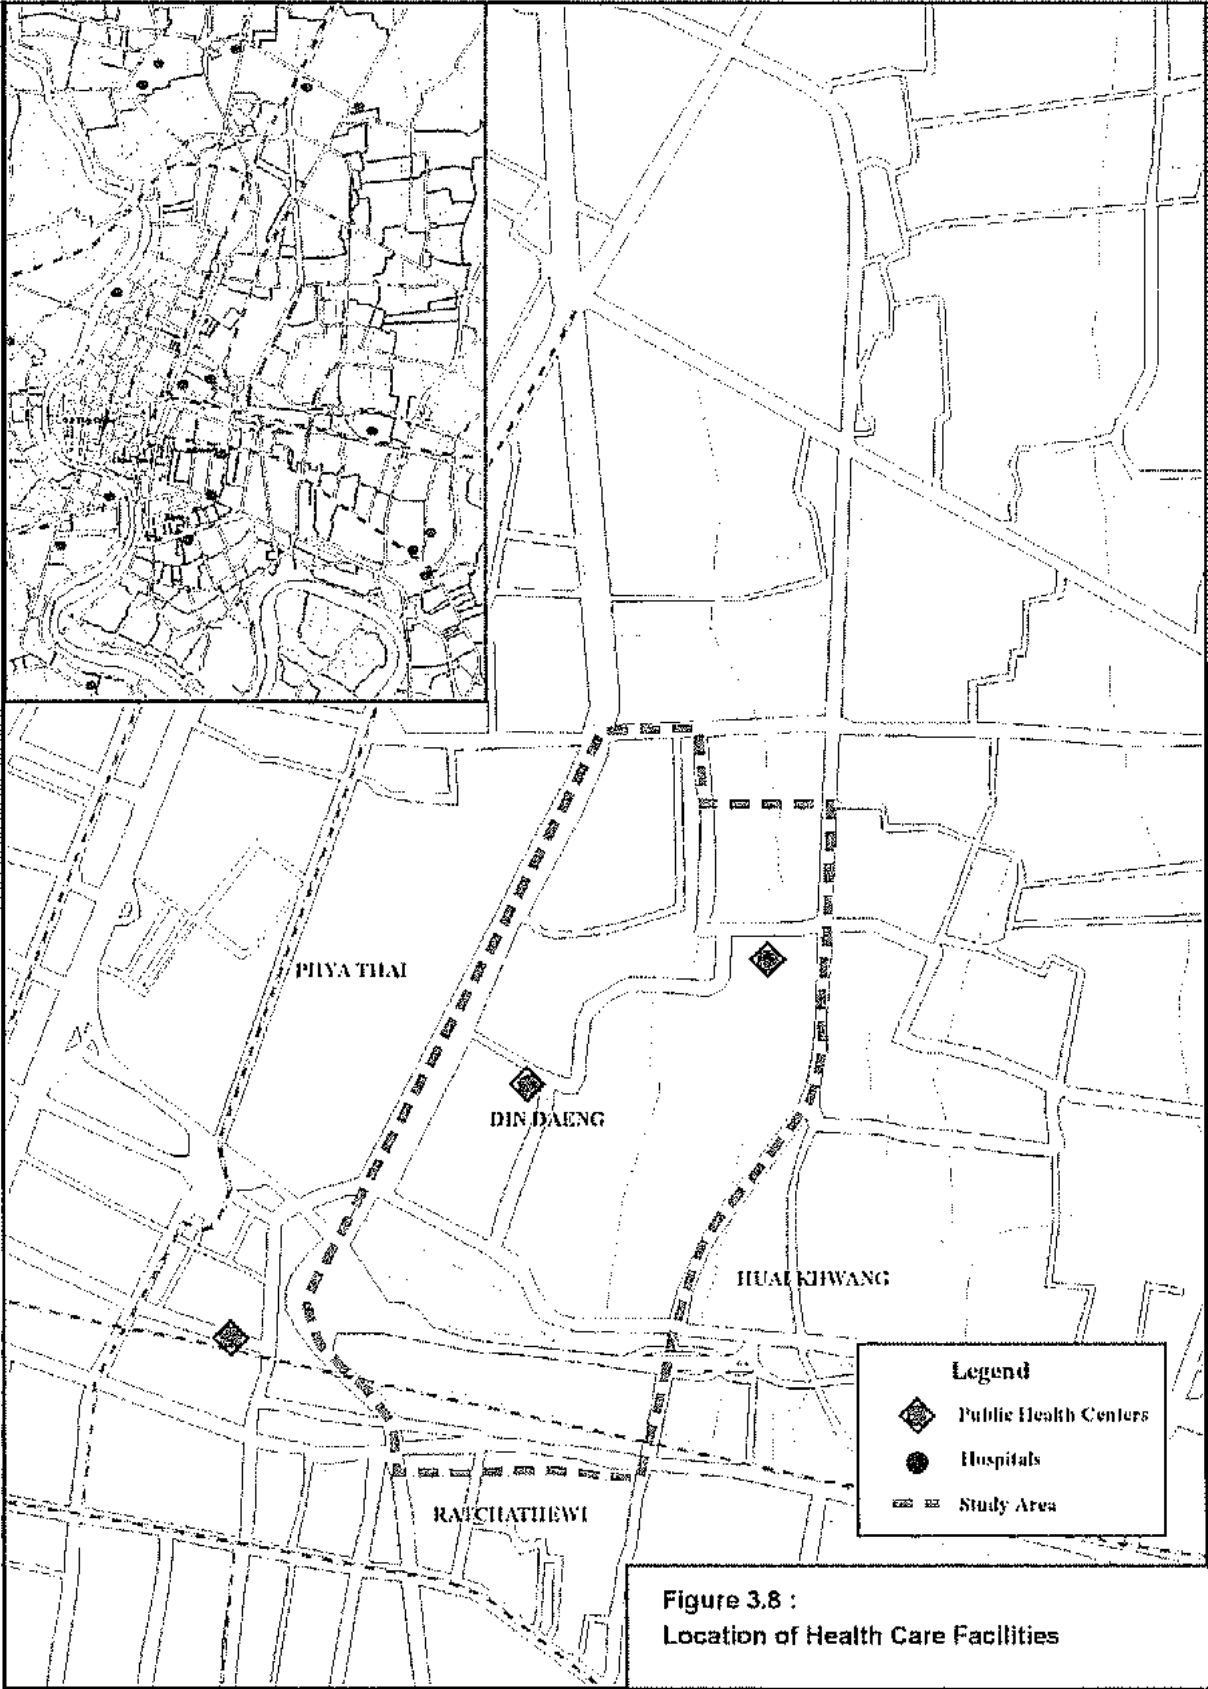 PHYA THAI
DIN DAENG
HUAI KHWANG
RATCHATHEWI
Legend
Public Health Centers
Hospitals
Study Area
Figure 3.8 :
Location of Health Care Facilities